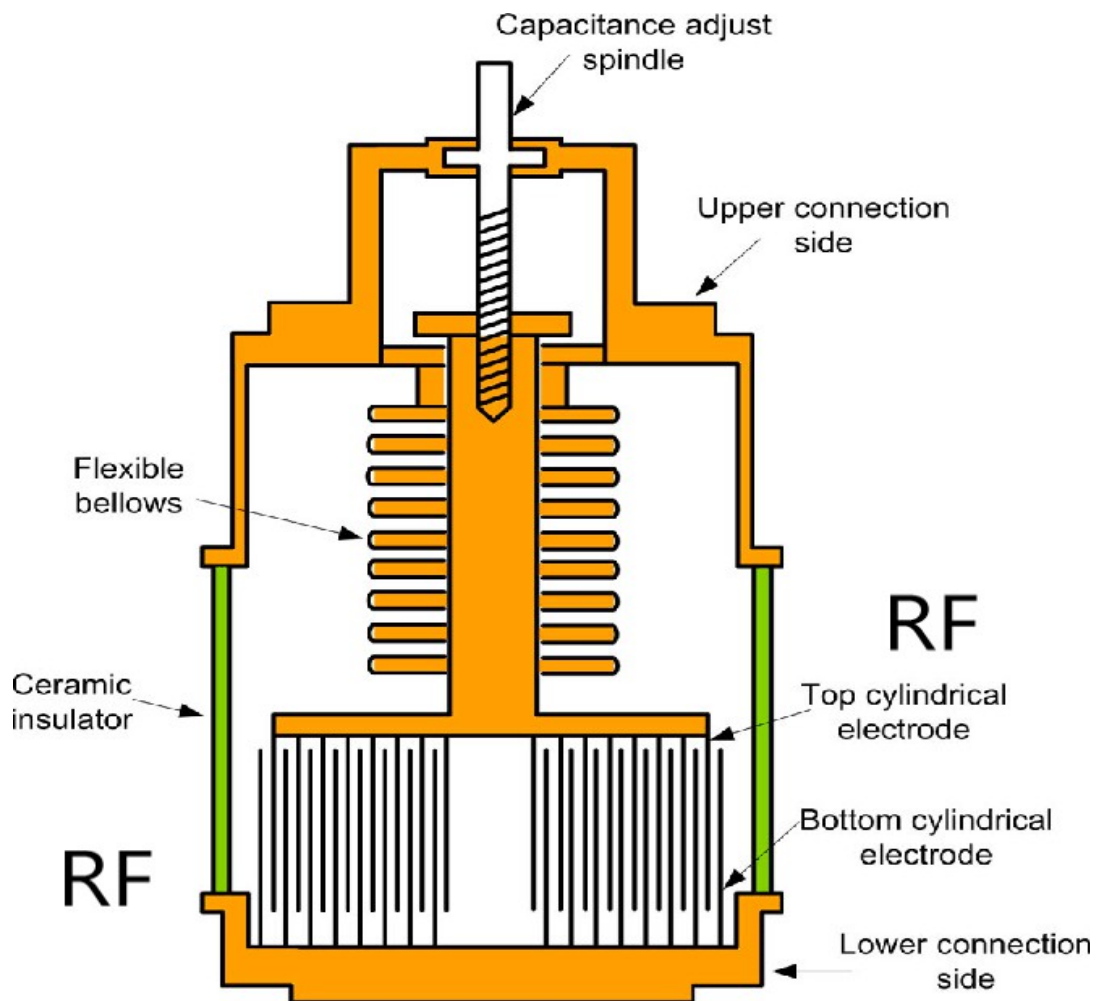 Capacitance adjust
spindle
Upper connection
side
Flexible
bellows
RF
Ceramic
insulator
Top cylindrical
electrode
Bottom cylindrical
electrode
RF
Lower connection
side